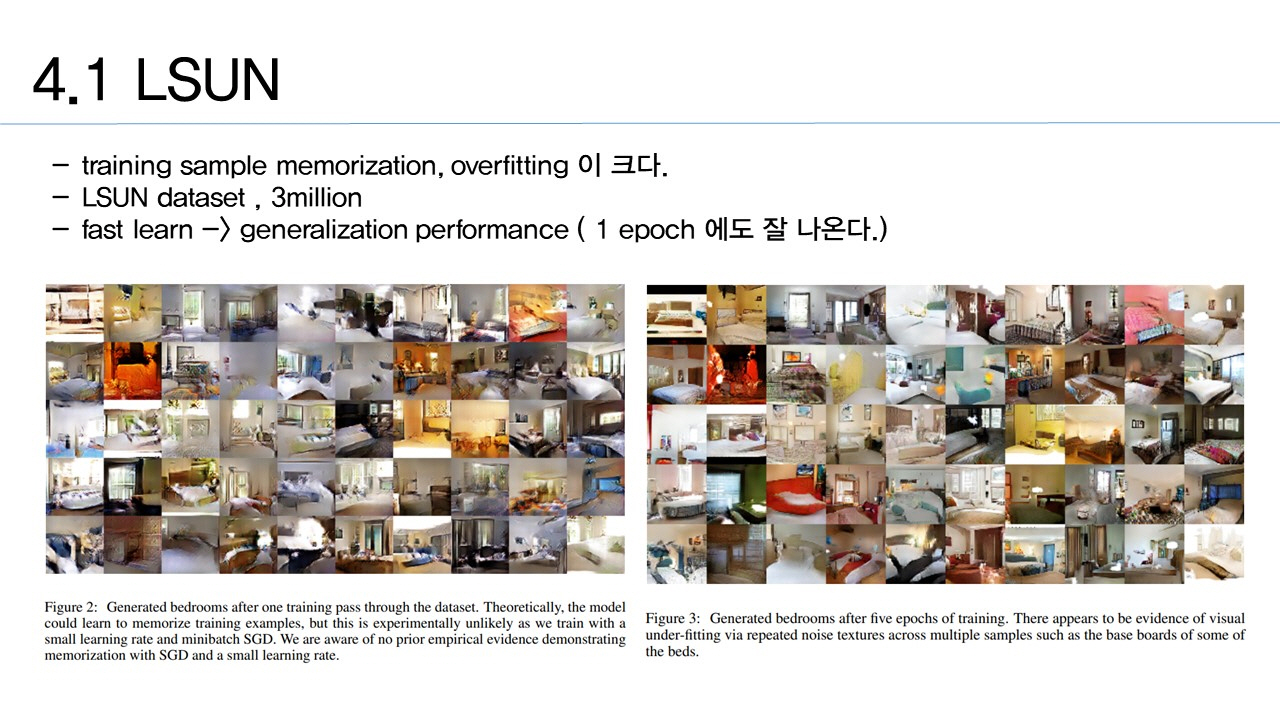 4.1 LSUN
– training sample memorization, overfitting 이 크다.
– LSUN dataset , 3million
– fast learn –> generalization performance ( 1 epoch 에도 잘 나온다.)
Figure 2: Generated bedrooms after one training pass through the dataset. Theoretically, the model
could learn to memorize training examples, but this is experimentally unlikely as we train with a
small learning rate and minibatch SGD. We are aware of no prior empirical evidence demonstrating
memorization with SGD and a small learning rate.
Figure 3: Generated bedrooms after five epochs of training. There appears to be evidence of visual
under-fitting via repeated noise textures across multiple samples such as the base boards of some of
the beds.